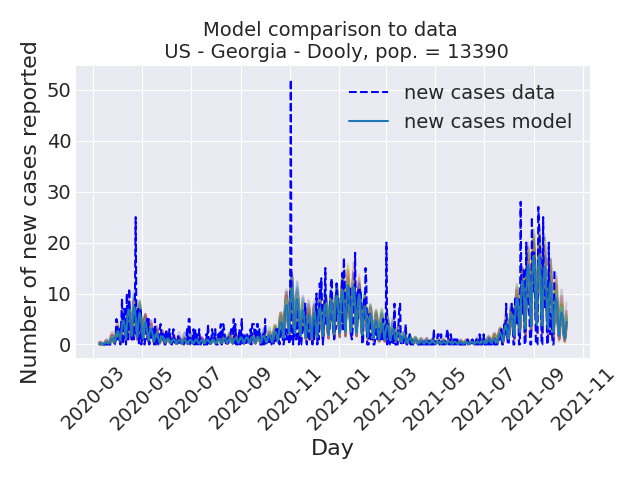 Model comparison to data
US - Georgia - Dooly, pop. = 13390
Number of new cases reported
50
40
30
20
10
0
new cases data
new cases model
2020-03
2020-05
2020-07
2020-09
2020-11
2021-01
2021-03
2021-05
2021-07
2021-09
2021-11
Day